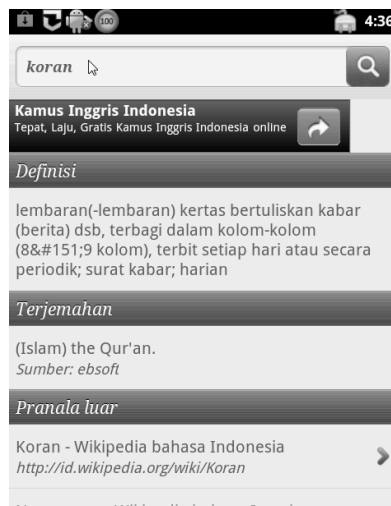 100
4:36
koran
Kamus Inggris Indonesia
Tepat, Laju, Gratis Kamus Inggris Indonesia online
Definisi
lembaran(-lembaran) kertas bertuliskan kabar
(berita) dsb, terbagi dalam kolom-kolom
(8&#151;9 kolom), terbit setiap hari atau secara
periodik; surat kabar; harian
Terjemahan
(Islam) the Qur'an.
Sumber: ebsoft
Pranala luar
Koran - Wikipedia bahasa Indonesia
http://id.wikipedia.org/wiki/Koran